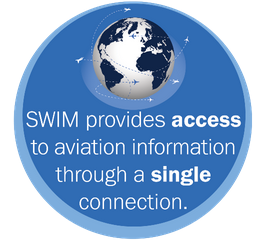 SWIM provides access
to aviation information
through a single
connection.